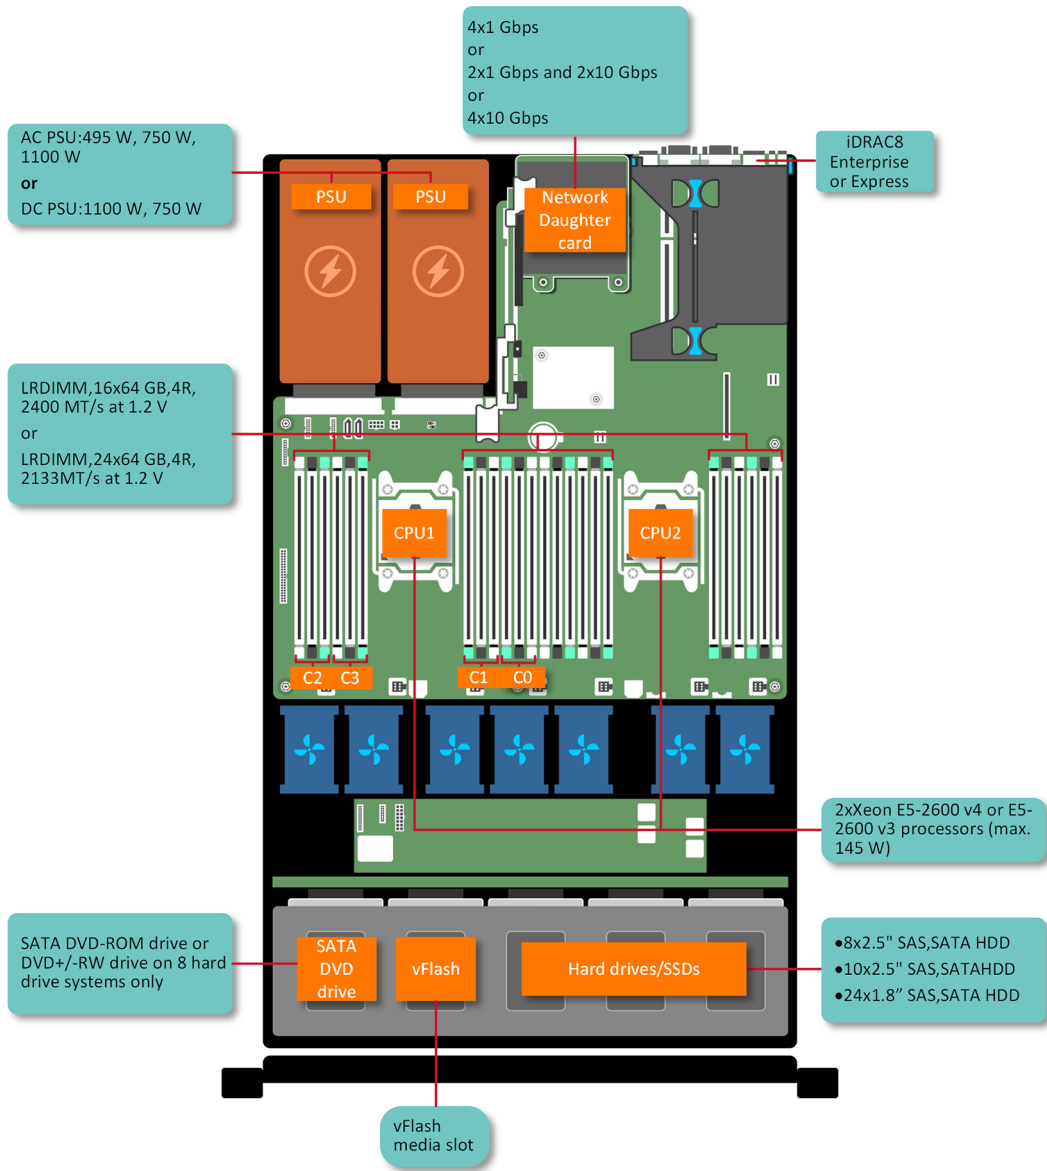 4x1 Gbps
or
2x1 Gbps and 2x10 Gbps
or
4x10 Gbps
AC PSU:495 W, 750 W,
1100 W
or
DC PSU:1100 W, 750 W
iDRAC8
Enterprise
or Express
PSU
PSU
Network
Daughter
card
LRDIMM,16x64 GB,4R,
2400 MT/s at 1.2 V
or
LRDIMM,24x64 GB,4R,
2133MT/s at 1.2 V
CPU1
CPU2
C2
C3
C1
C0
2xXeon E5-2600 v4 or E5-
2600 v3 processors (max.
145 W)
SATA DVD-ROM drive or
DVD+/-RW drive on 8 hard
drive systems only
SATA
DVD
drive
vFlash
Hard drives/SSDs
●8x2.5" SAS,SATA HDD
●10x2.5" SAS,SATAHDD
●24x1.8” SAS,SATA HDD
vFlash
media slot